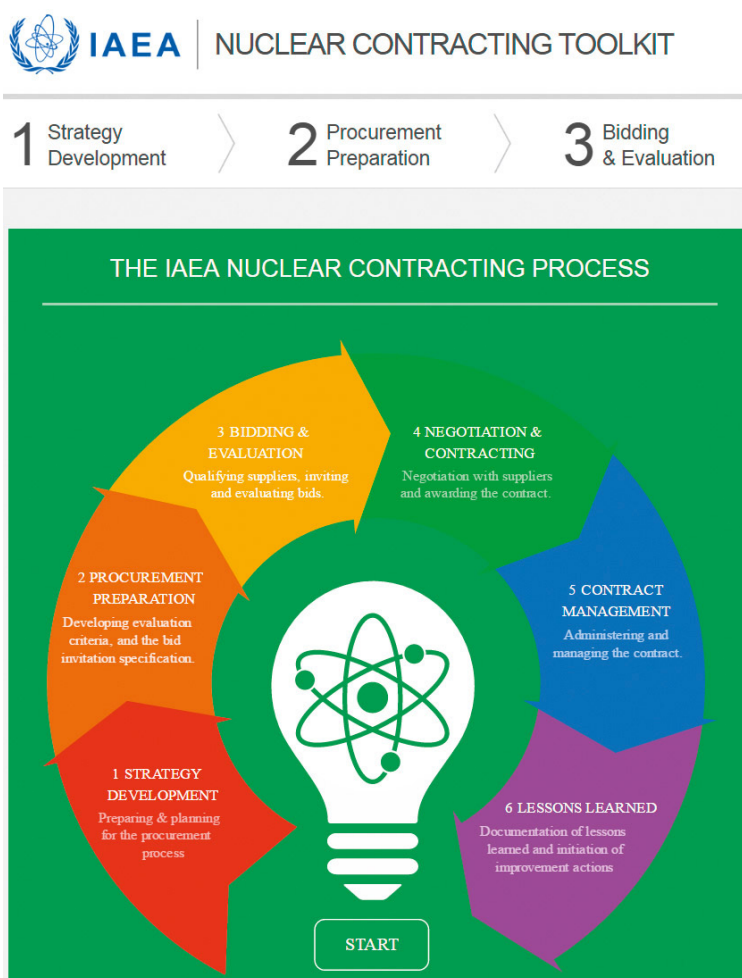 IAEA
NUCLEAR CONTRACTING TOOLKIT
1 Strategy
Development
2 Procurement
Preparation
3 Bidding
& Evaluation
THE IAEA NUCLEAR CONTRACTING PROCESS
3 BIDDING &
EVALUATION
Qualifying suppliers, inviting
and evaluating bids.
4 NEGOTIATION &
CONTRACTING
Negotiation with suppliers
and awarding the contract.
2 PROCUREMENT
PREPARATION
Developing evaluation
criteria, and the bid
invitation specification.
5 CONTRACT
MANAGEMENT
Administering and
managing the contract.
1 STRATEGY
DEVELOPMENT
Preparing & planning
for the procurement
process
6 LESSONS LEARNED
Documentation of lessons
learned and initiation of
improvement actions
START